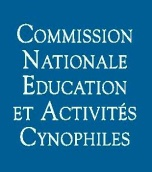 Commission
Nationale
Education
et Activités
Cynophiles